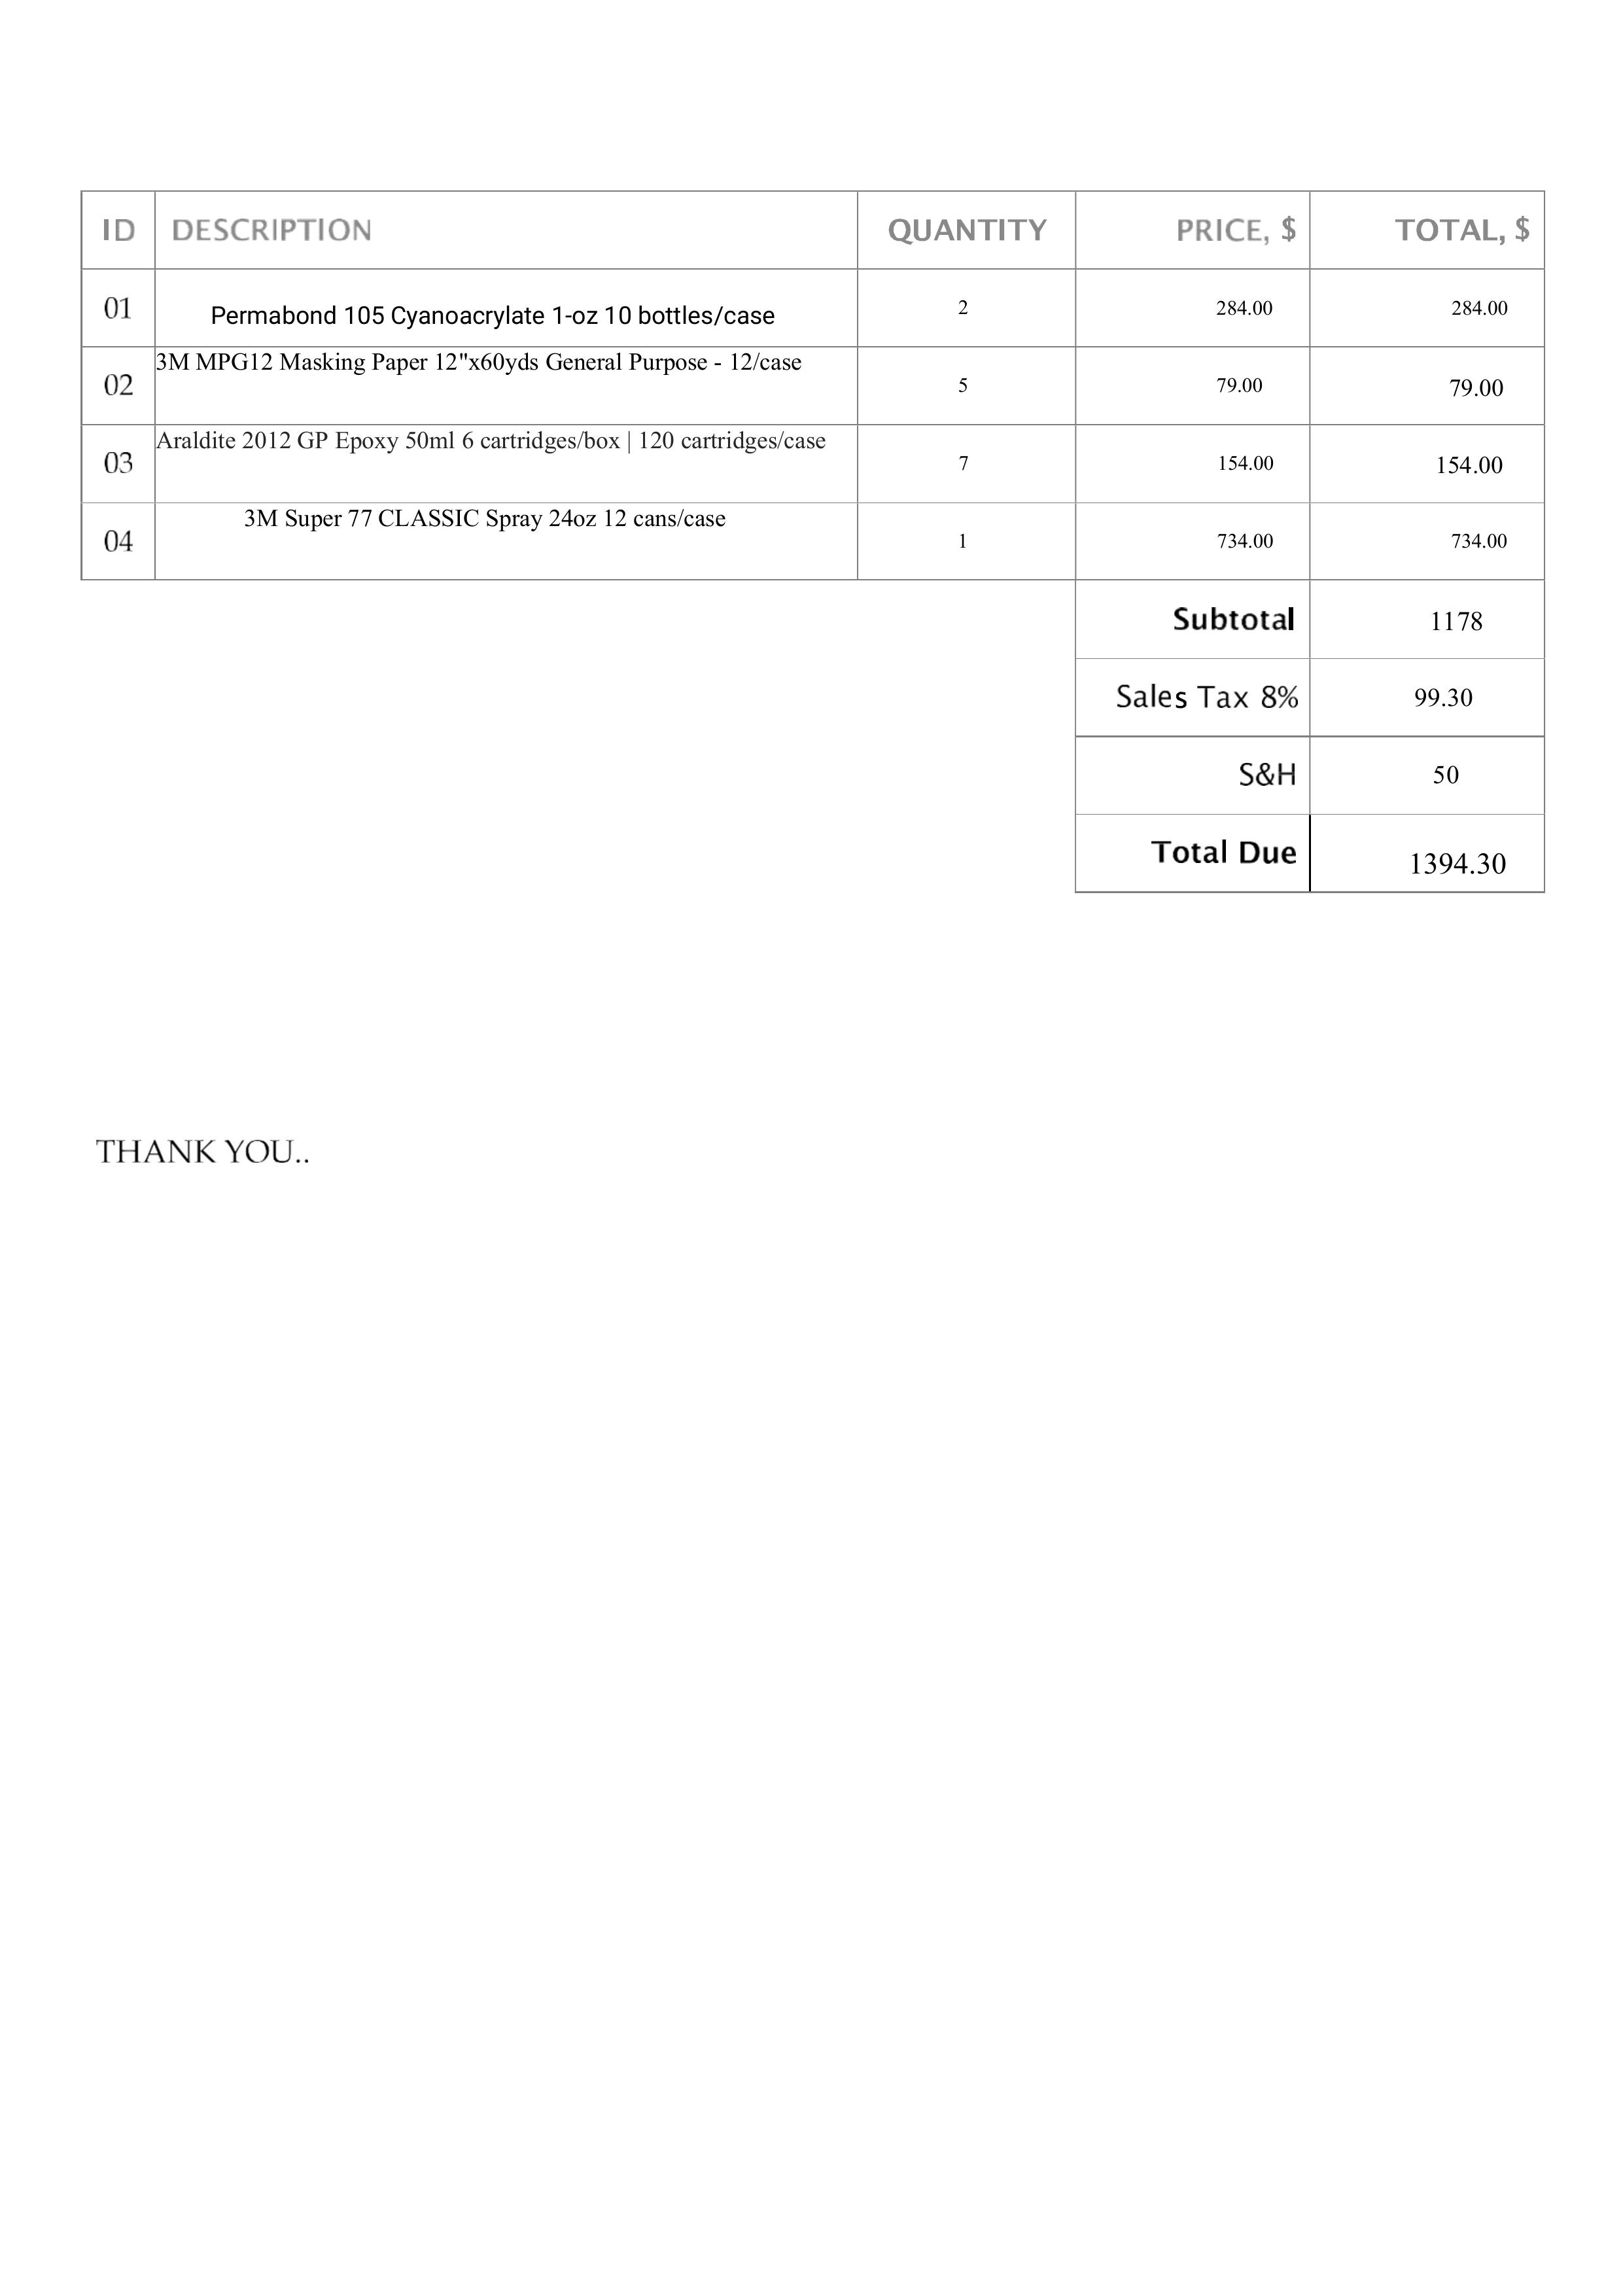 ID DESCRIPTION QUANTITY PRICE, $ TOTAL, $
01 Permabond 105 Cyanoacrylate 1-oz 10 bottles/case 2 284.00 284.00
02 3M MPG12 Masking Paper 12"x60yds General Purpose - 12/case 5 79.00 79.00
03 Araldite 2012 GP Epoxy 50ml 6 cartridges/box | 120 cartridges/case 7 154.00 154.00
04 3M Super 77 CLASSIC Spray 24oz 12 cans/case 1 734.00 734.00
Subtotal 1178
Sales Tax 8% 99.30
S&H 50
Total Due 1394.30
THANK YOU..